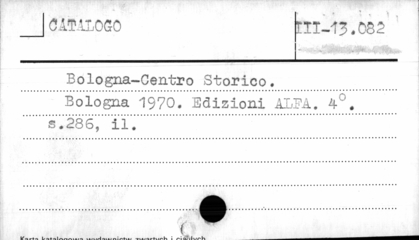 CATALOGO III-13.082
Bologna-Centro Storico.
Bologna 1970. Edizioni ALFA. 4°.
s.286, il.
Karta katalogowa wydawnictw zwartych i ciągłych